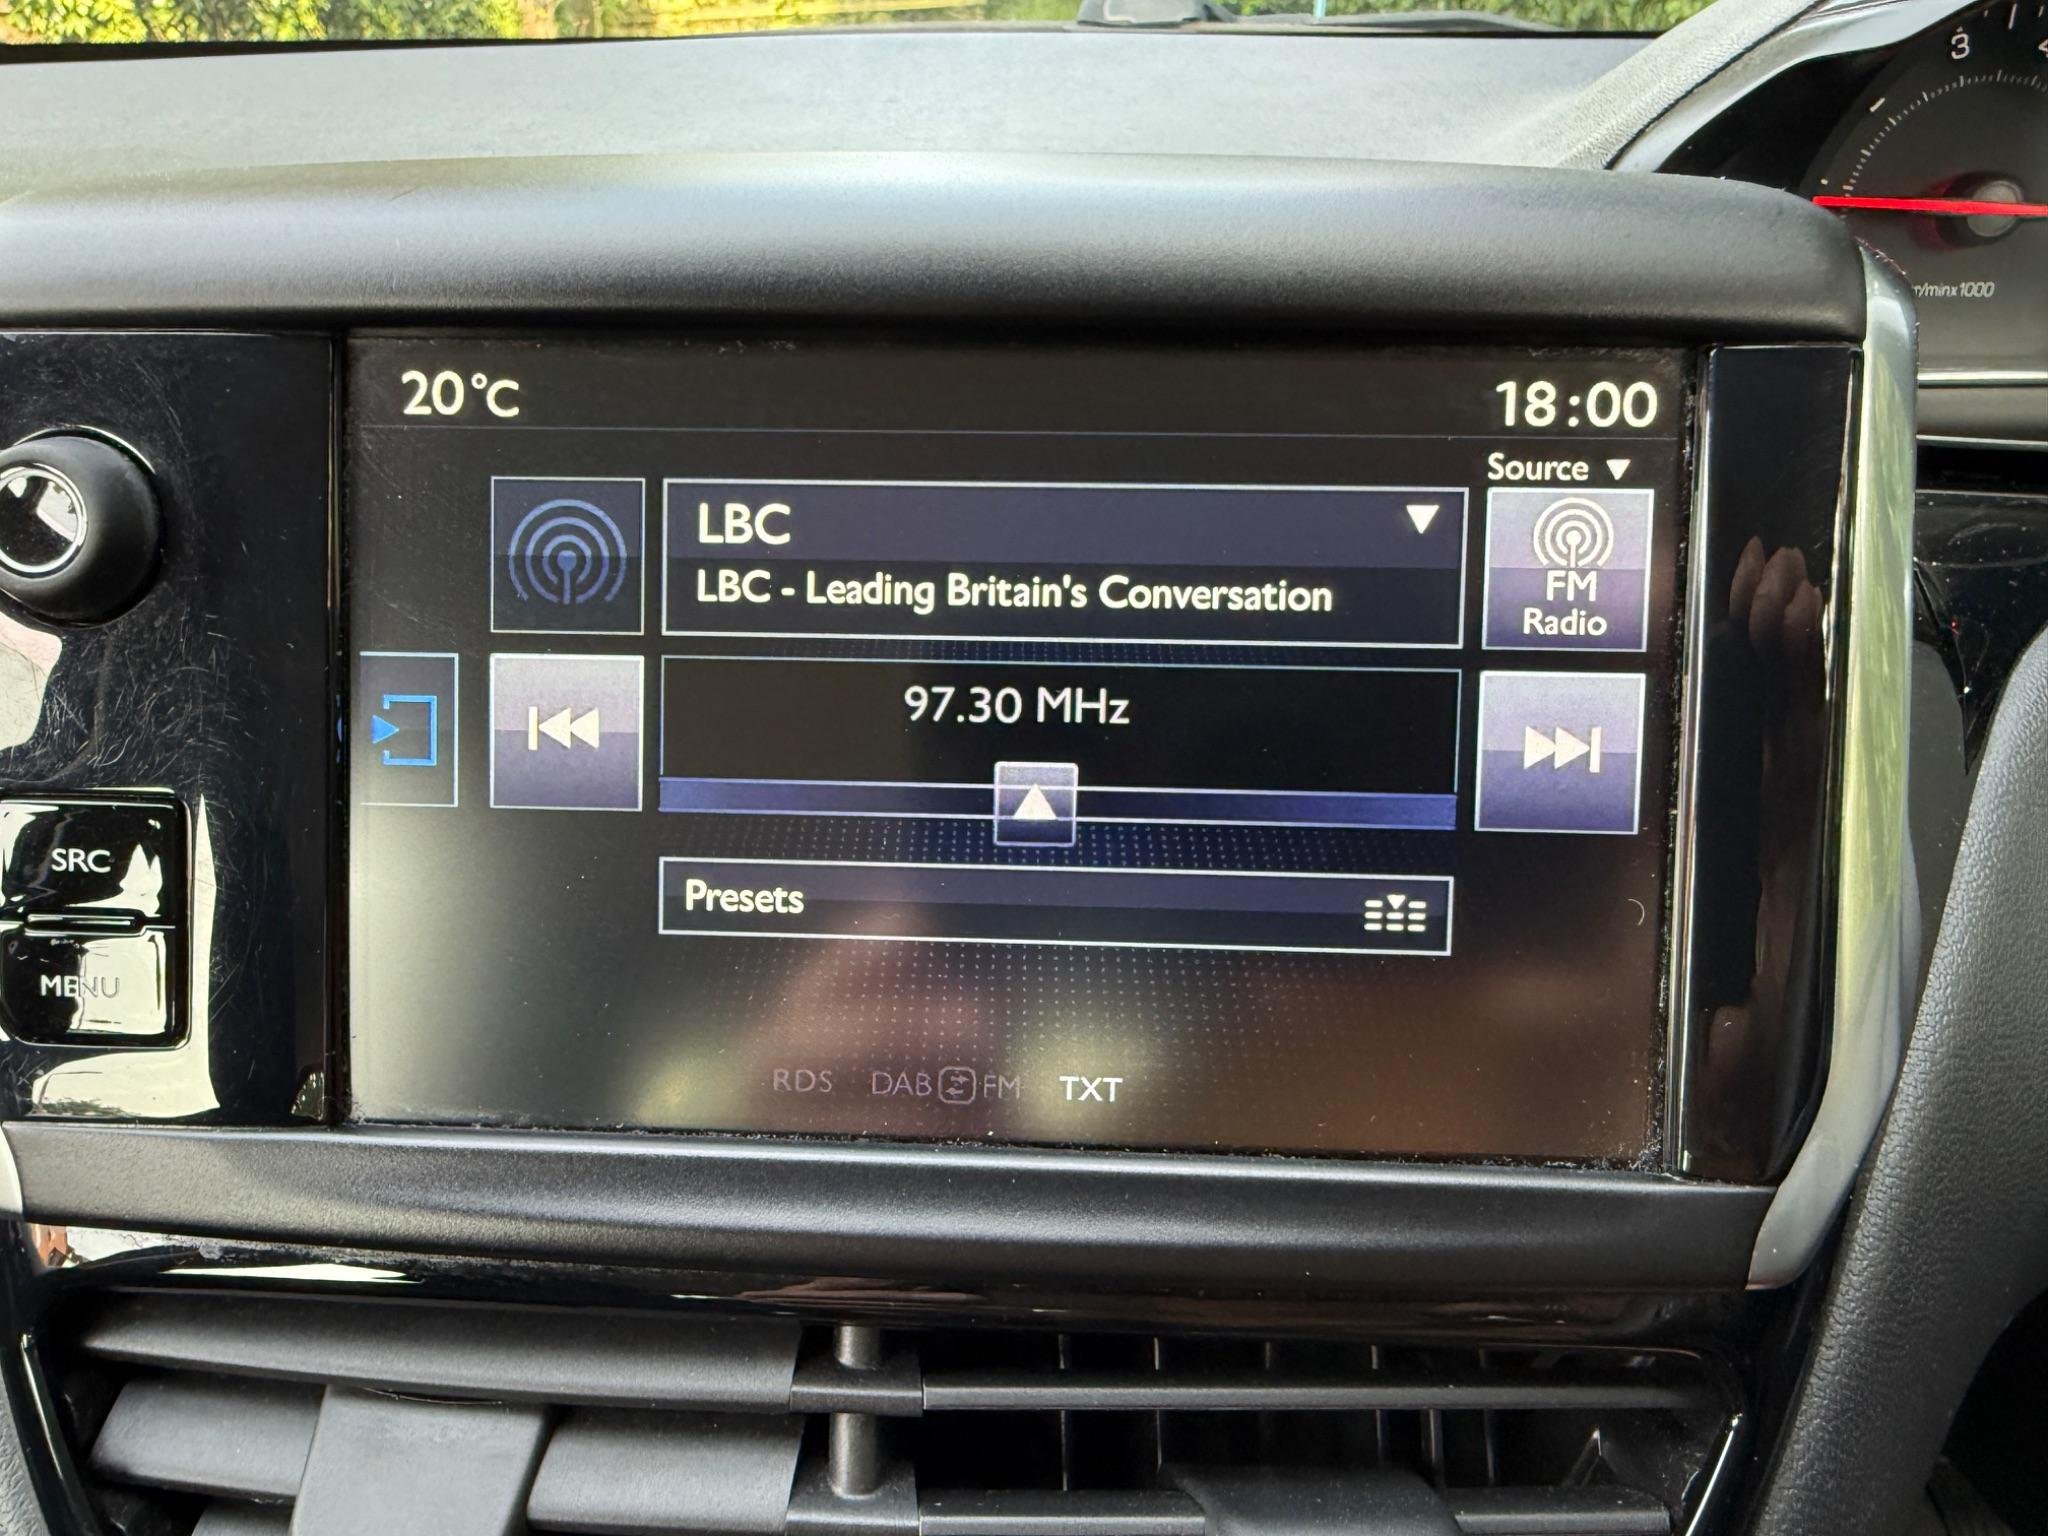 3
r/minx1000
20°C
18:00
Source
LBC
LBC - Leading Britain's Conversation
FM
Radio
97.30 MHz
SRC
Presets
MENU
RDS DAB FM TXT